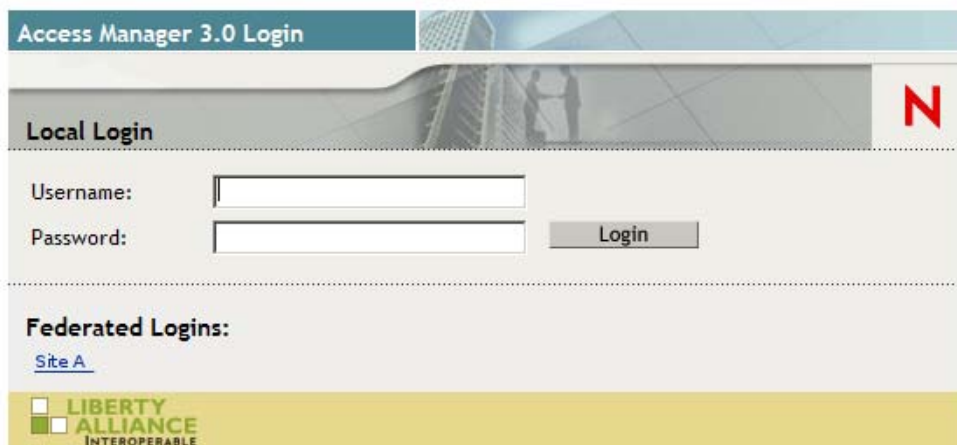 Access Manager 3.0 Login
N
Local Login
Username:
Password:
Login
Federated Logins:
Site A
LIBERTY
ALLIANCE
INTEROPERABLE